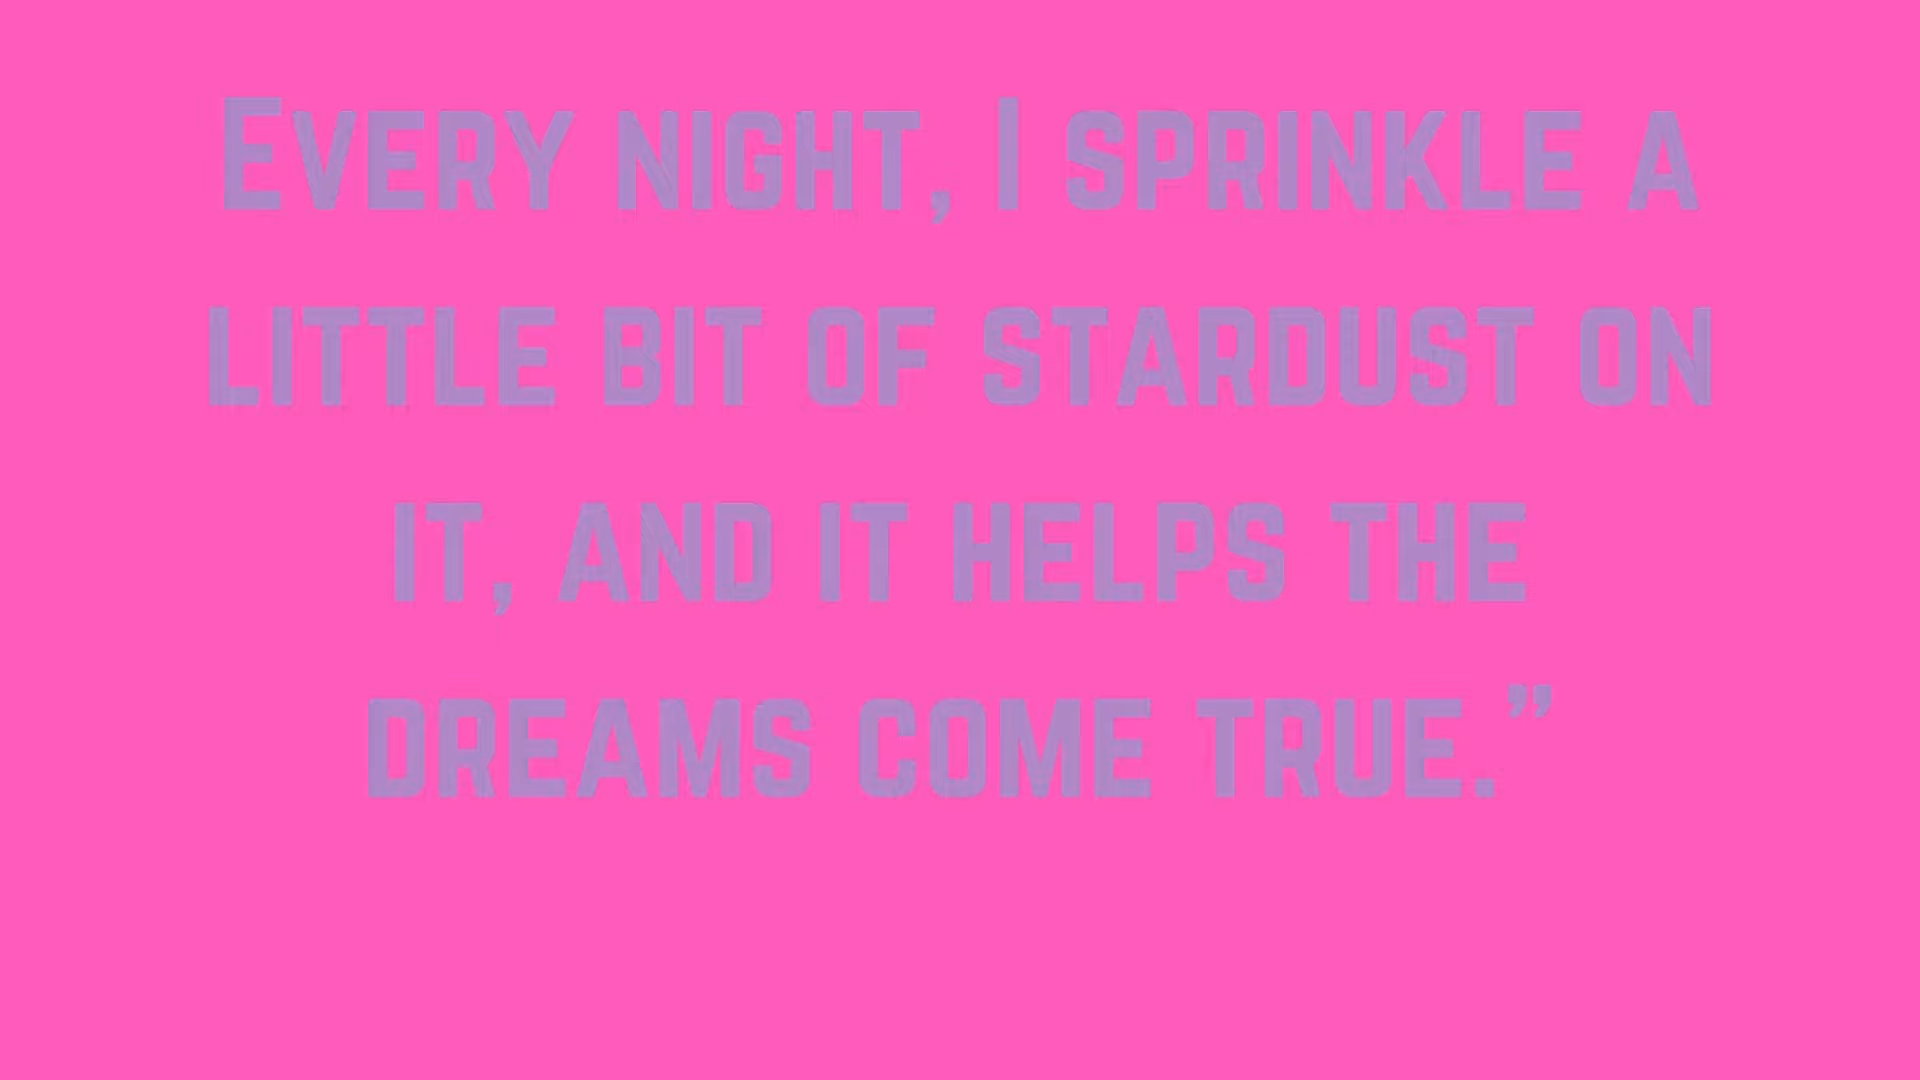 Every night, I sprinkle a
little bit of stardust on
it, and it helps the
dreams come true.”